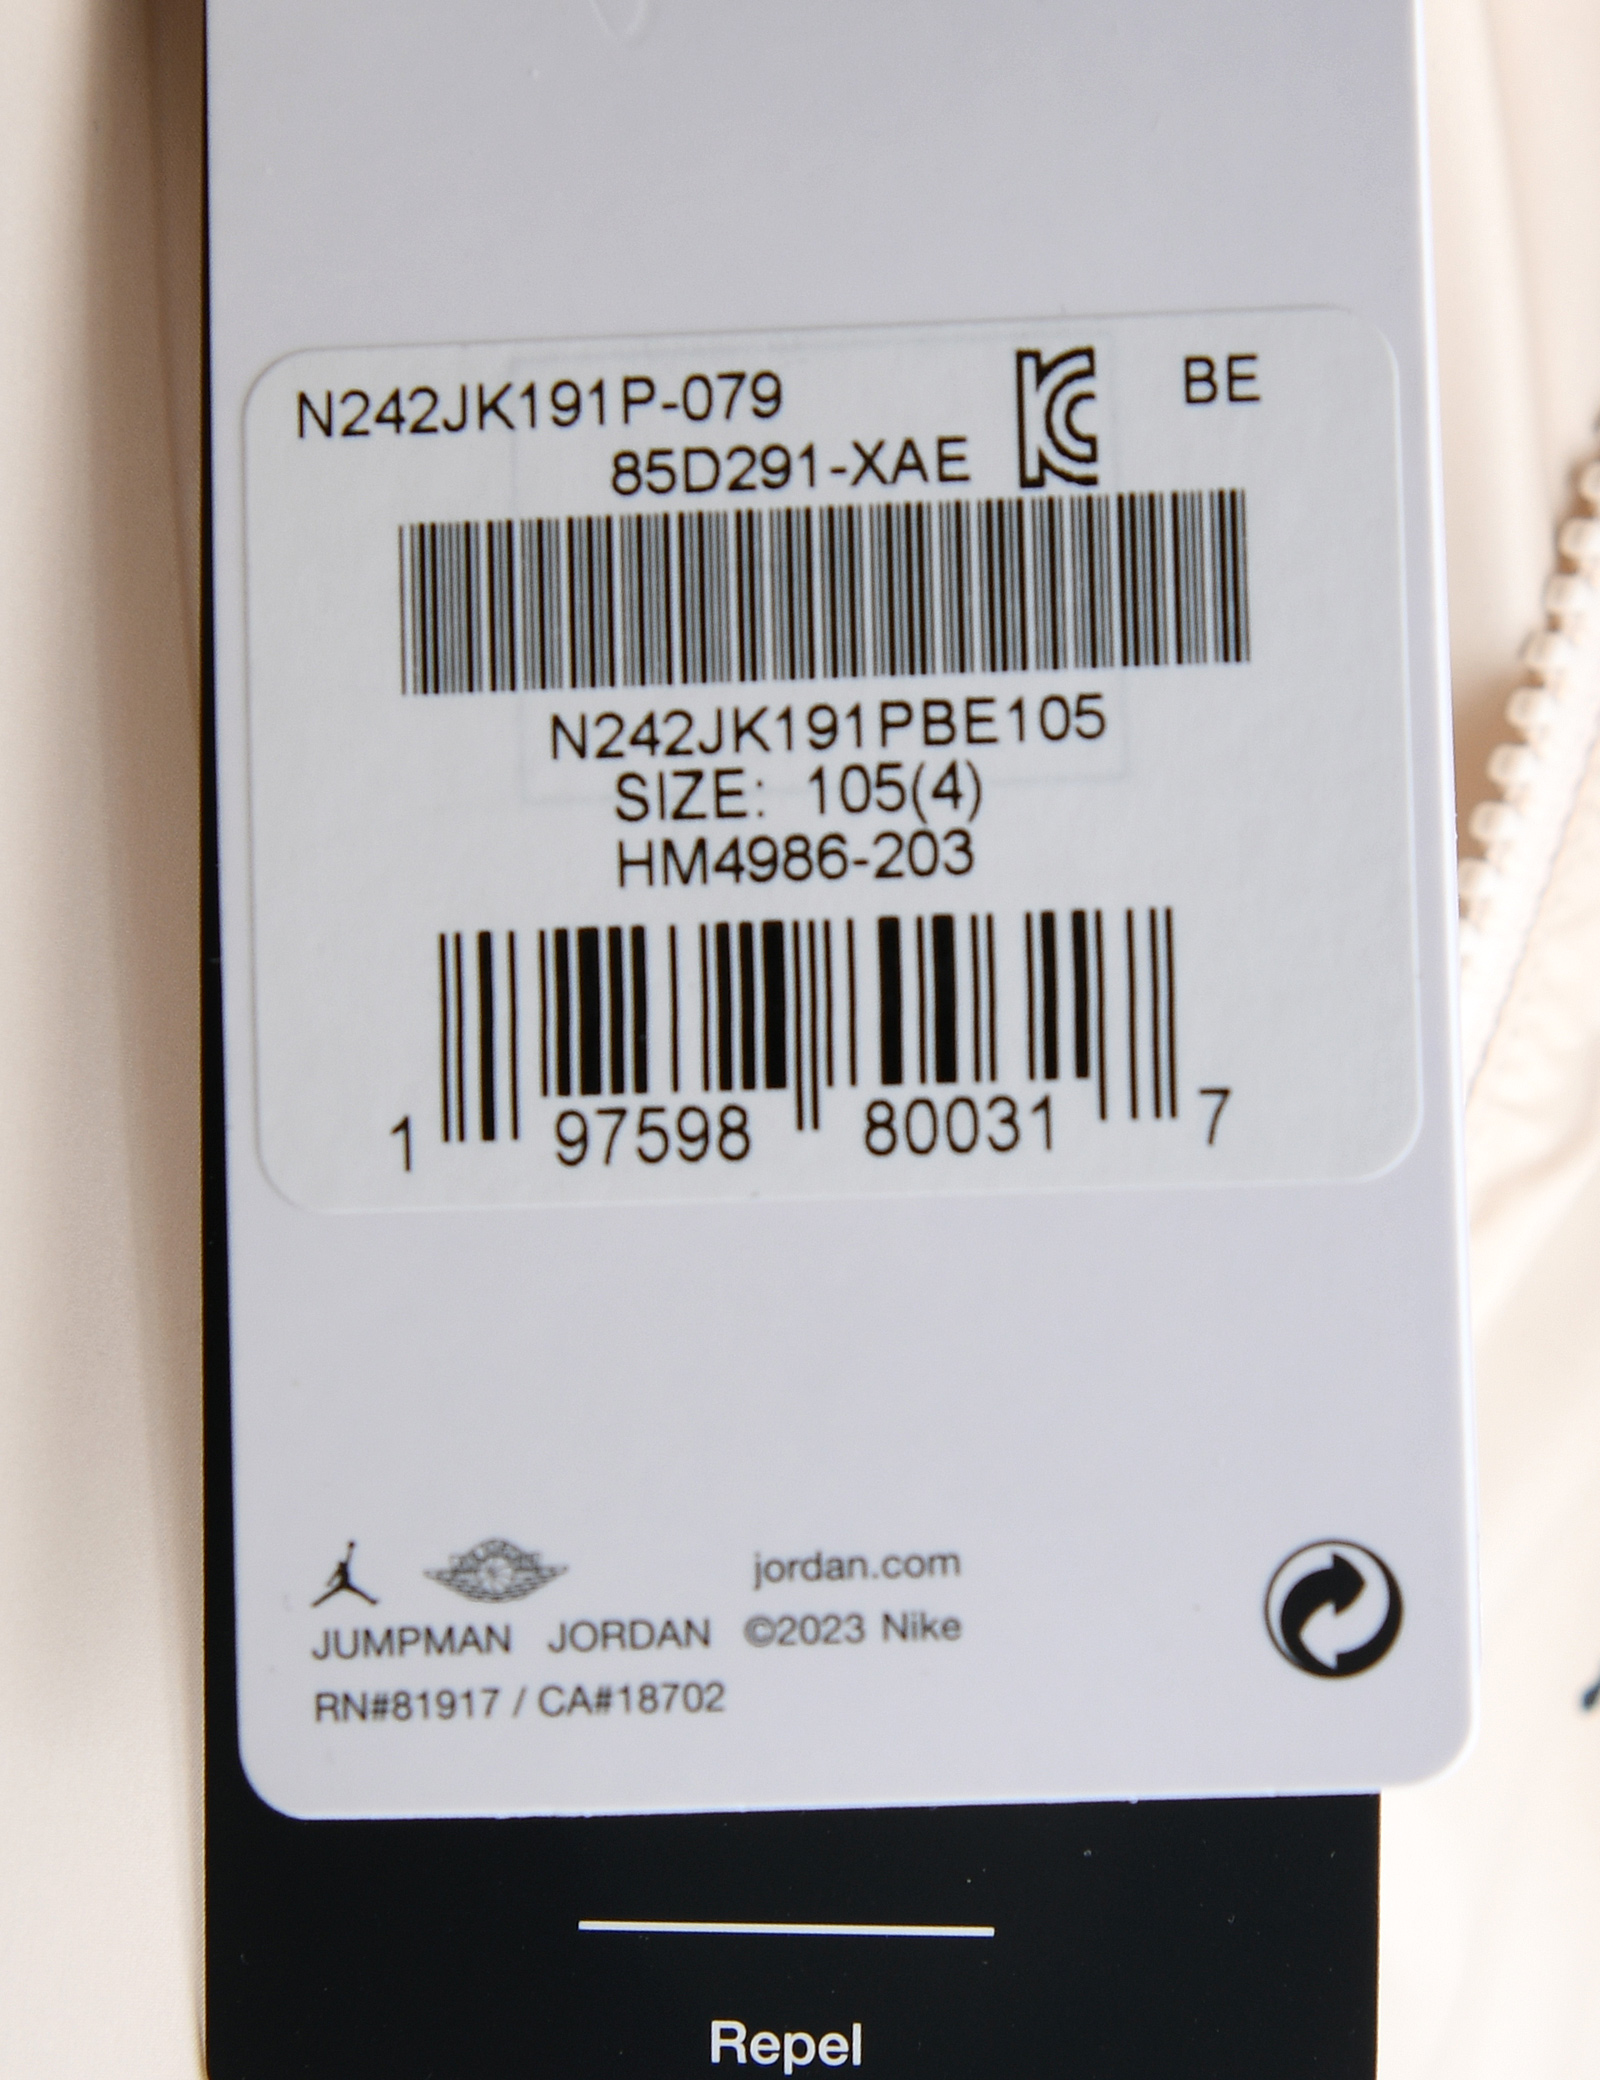 N242JK191P-079
BE
85D291-XAE
N242JK191PBE105
SIZE: 105(4)
HM4986-203
1 97598 80031 7
jordan.com
JUMPMAN JORDAN ©2023 Nike
RN#81917 / CA#18702
Repel